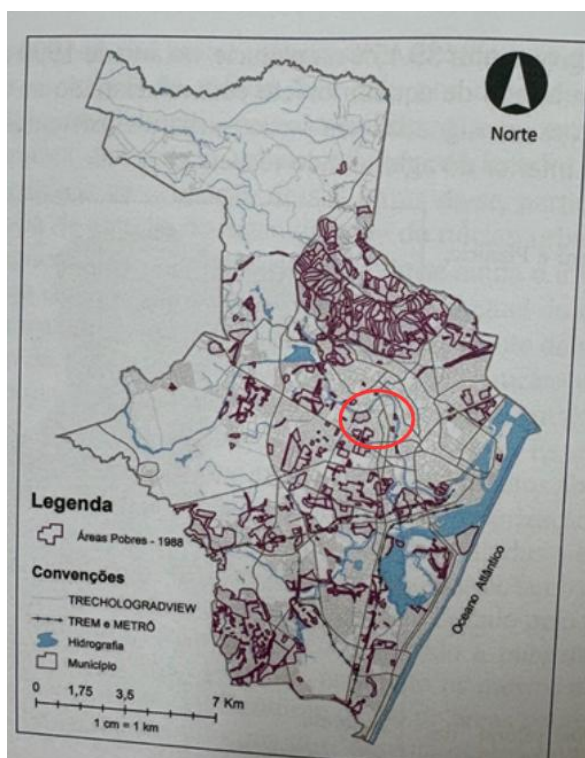 Norte
Legenda
Áreas Pobres - 1988
Convenções
TRECHOLOGRADVIEW
TREM e METRÔ
Hidrografia
Município
0 1,75 3,5 7 Km
1 cm = 1 km
Oceano Atlântico